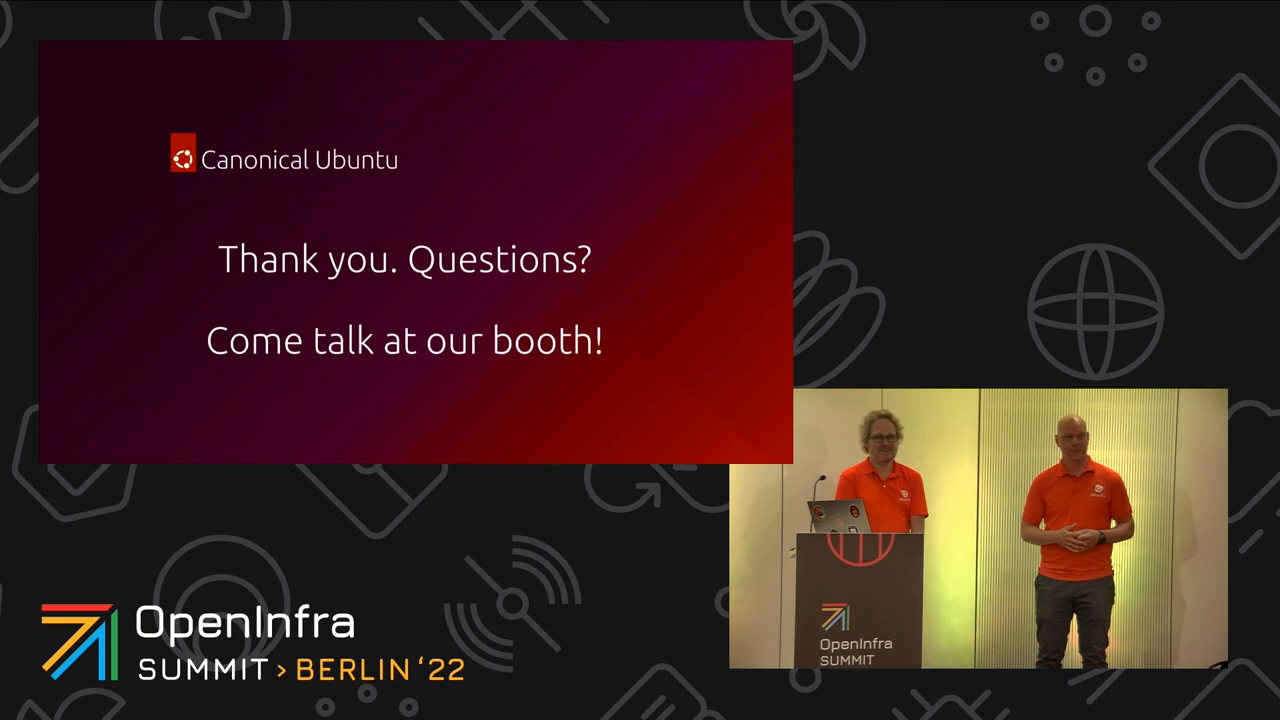 Canonical Ubuntu
Thank you. Questions?
Come talk at our booth!
OpenInfra
SUMMIT › BERLIN ‘22
OpenInfra
SUMMIT